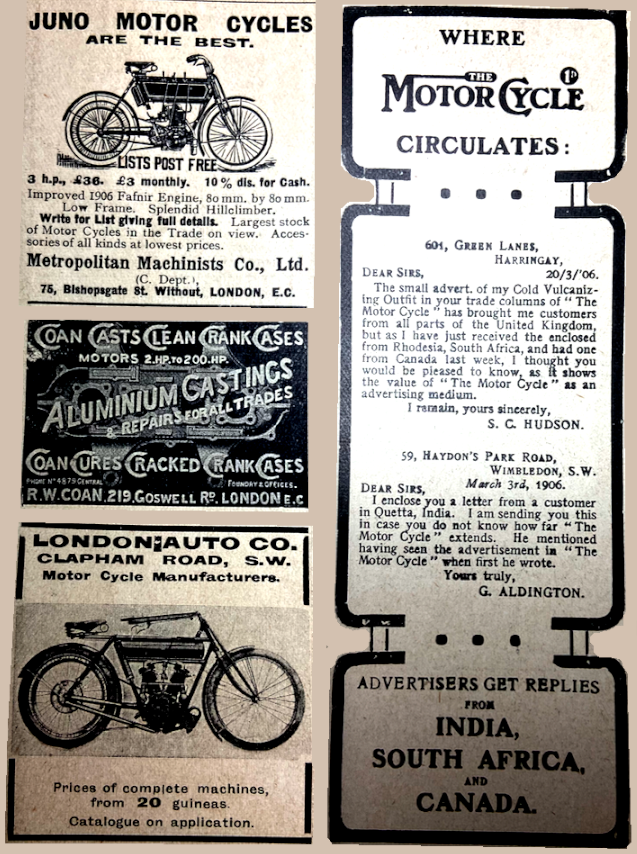 JUNO MOTOR CYCLES
ARE THE BEST.
LISTS POST FREE
3 h.p., £36. £3 monthly. 10% dis. for Cash.
Improved 1906 Fafnir Engine, 80 mm. by 80 mm.
Low Frame. Splendid Hillclimber.
Write for List giving full details. Largest stock
of Motor Cycles in the Trade on view. Acces-
sories of all kinds at lowest prices.
Metropolitan Machinists Co., Ltd.
(C. Dept.),
75, Bishopsgate St. Without, LONDON, E.C.
COAN CASTS CLEAN CRANK CASES
MOTORS 2.H.P. TO 200.H.P.
ALUMINIUM CASTINGS
& REPAIRS FOR ALL TRADES
COAN CURES CRACKED CRANK CASES
PHONE No 4879 CENTRAL
FOUNDRY & OFFICES.
R.W. COAN, 219, GOSWELL RD. LONDON E.C
LONDON AUTO CO.
CLAPHAM ROAD, S.W.
Motor Cycle Manufacturers.
Prices of complete machines,
from 20 guineas.
Catalogue on application.
WHERE
THE
MOTOR CYCLE
1D
CIRCULATES:
601, GREEN LANES,
HARRINGAY,
DEAR SIRS, 20/3/'06.
The small advert. of my Cold Vulcaniz-
ing Outfit in your trade columns of "The
Motor Cycle" has brought me customers
from all parts of the United Kingdom,
but as I have just received the enclosed
from Rhodesia, South Africa, and had one
from Canada last week, I thought you
would be pleased to know, as it shows
the value of "The Motor Cycle" as an
advertising medium.
I remain, yours sincerely,
S. C. HUDSON.
59, HAYDON'S PARK ROAD,
WIMBLEDON, S.W.
DEAR SIRS, March 3rd, 1906.
I enclose you a letter from a customer
in Quetta, India. I am sending you this
in case you do not know how far "The
Motor Cycle" extends. He mentioned
having seen the advertisement in "The
Motor Cycle" when first he wrote.
Yours truly,
G. ALDINGTON.
ADVERTISERS GET REPLIES
FROM
INDIA,
SOUTH AFRICA,
AND
CANADA.